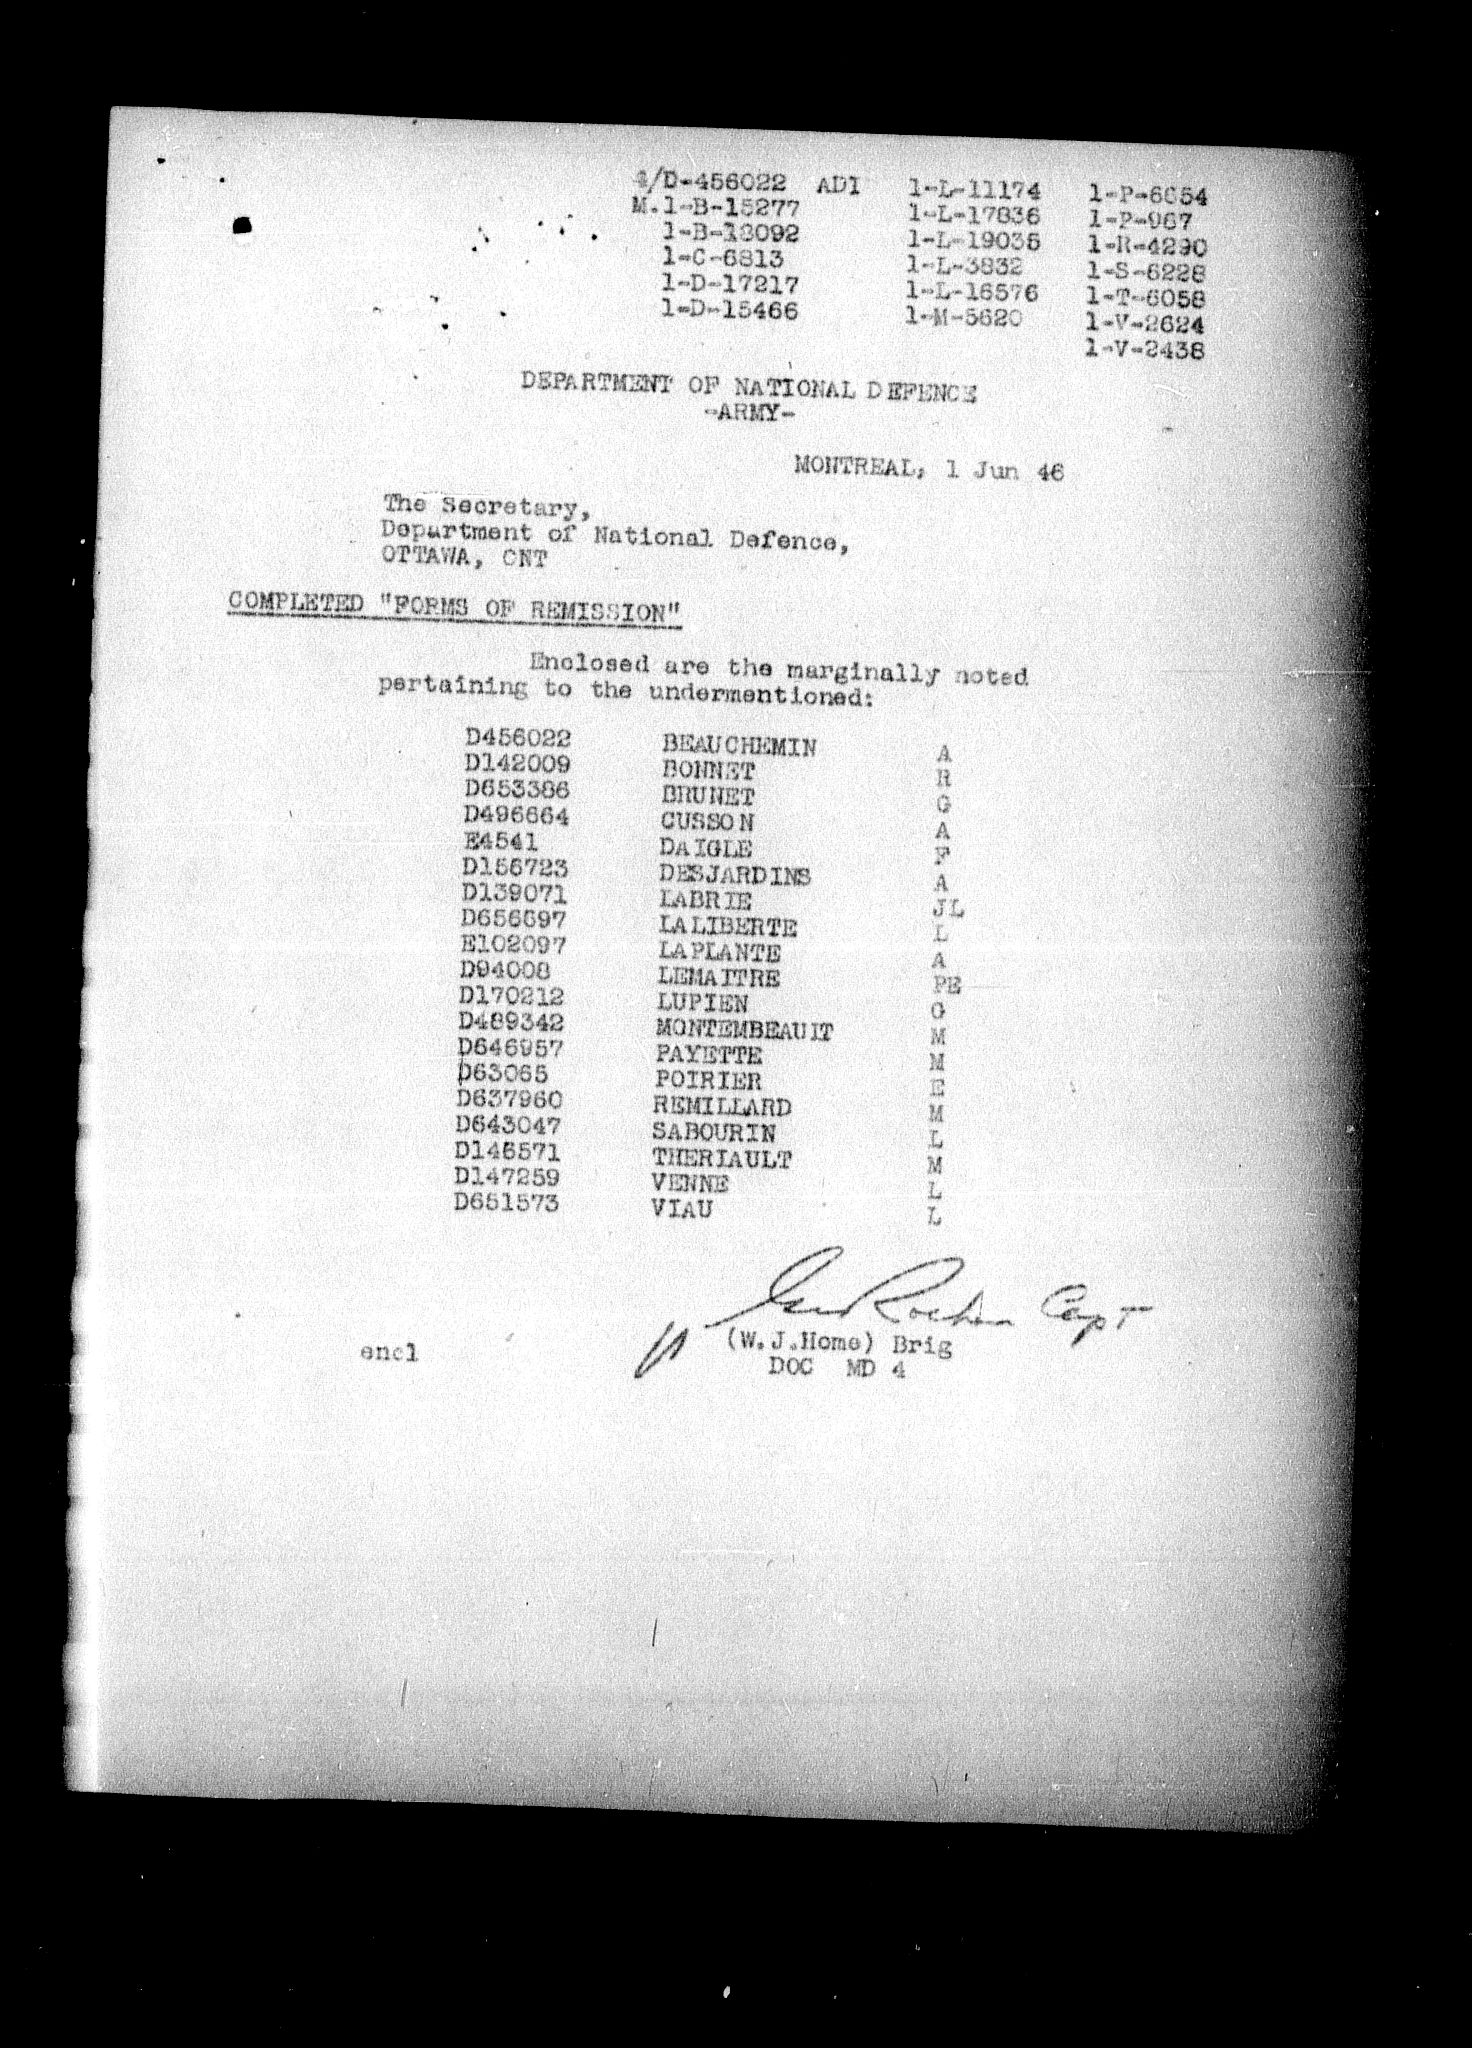 4/D-456022 AD1 1-L-11174 1-P-6654
M.1-B-15277 1-L-17836 1-P-967
1-B-18092 1-L-19035 1-R-4290
1-C-6813 1-L-3832 1-S-6228
1-D-17217 1-L-16576 1-T-6058
1-D-15466 1-M-5620 1-V-2624
1-V-2438
DEPARTMENT OF NATIONAL DEFENCE
-ARMY-
MONTREAL, 1 Jun 46
The Secretary,
Department of National Defence,
OTTAWA, ONT
COMPLETED "FORMS OF REMISSION"
Enclosed are the marginally noted
pertaining to the undermentioned:
D456022 BEAUCHEMIN A
D142009 BONNET R
D653386 BRUNET G
D496664 CUSSON A
E4541 DAIGLE F
D156723 DESJARDINS A
D139071 LABRIE JL
D656697 LALIBERTE L
E102097 LAPLANTE A
D94008 LEMAITRE PE
D170212 LUPIEN G
D489342 MONTEMBEAUIT M
D646957 PAYETTE M
D63065 POIRIER E
D637960 REMILLARD M
D643047 SABOURIN L
D146571 THERIAULT M
D147259 VENNE L
D651573 VIAU L
Capt
(W.J.Home) Brig
encl
DOC MD 4